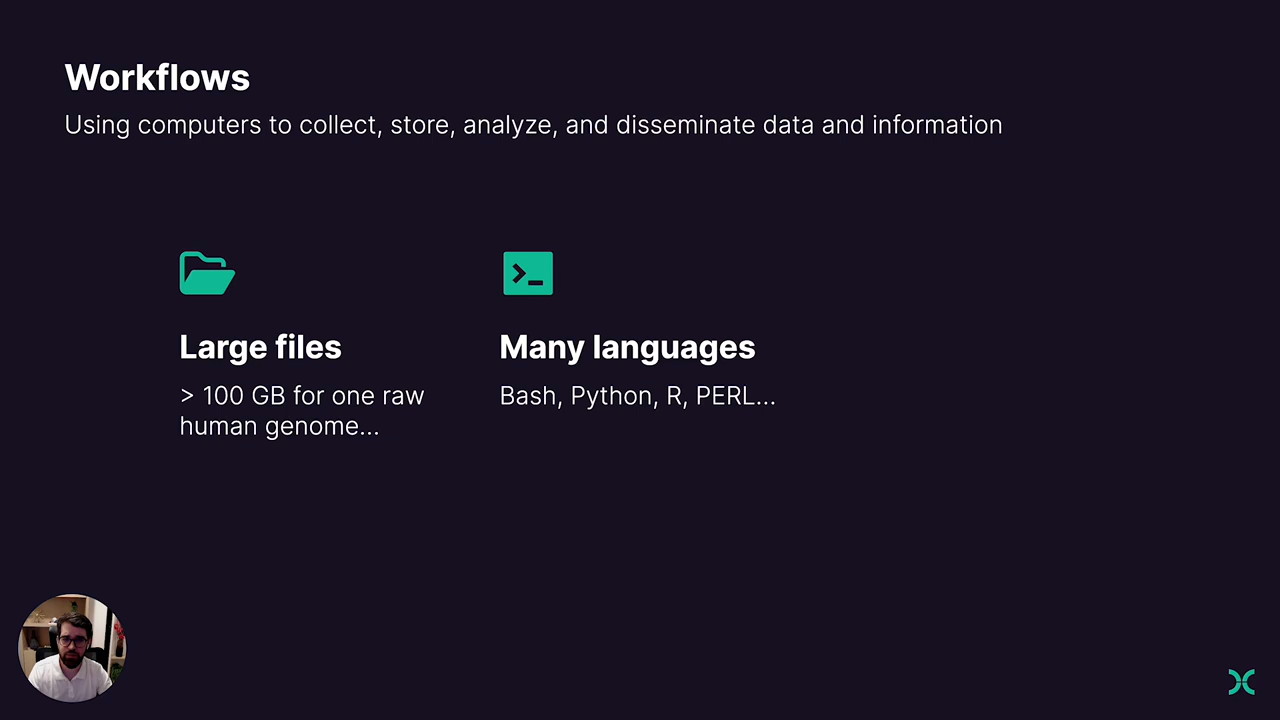 Workflows
Using computers to collect, store, analyze, and disseminate data and information
Large files
> 100 GB for one raw
human genome...
Many languages
Bash, Python, R, PERL...